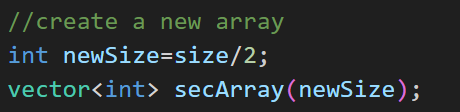 //create a new array
int newSize=size/2;
vector<int> secArray(newSize);